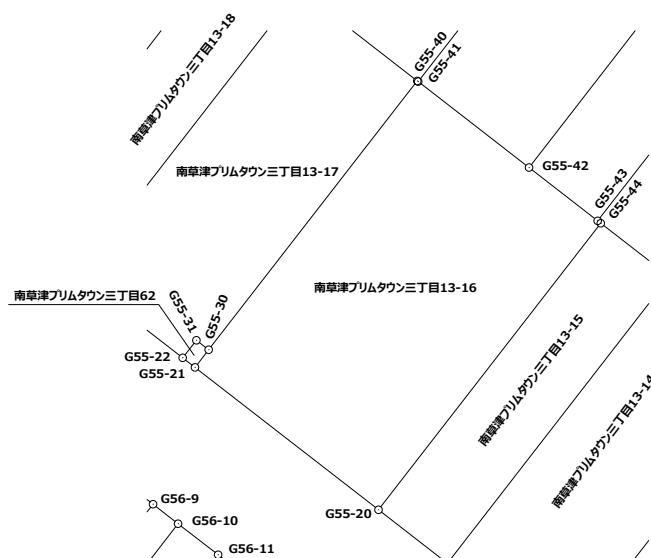 南草津プリムタウン三丁目13-18
G55-40
G55-41
南草津プリムタウン三丁目13-17
G55-42
G55-43
G55-44
南草津プリムタウン三丁目13-16
南草津プリムタウン三丁目62
G55-31
G55-30
G55-22
G55-21
南草津プリムタウン三丁目13-15
南草津プリムタウン三丁目13-14
G55-20
G56-9
G56-10
G56-11